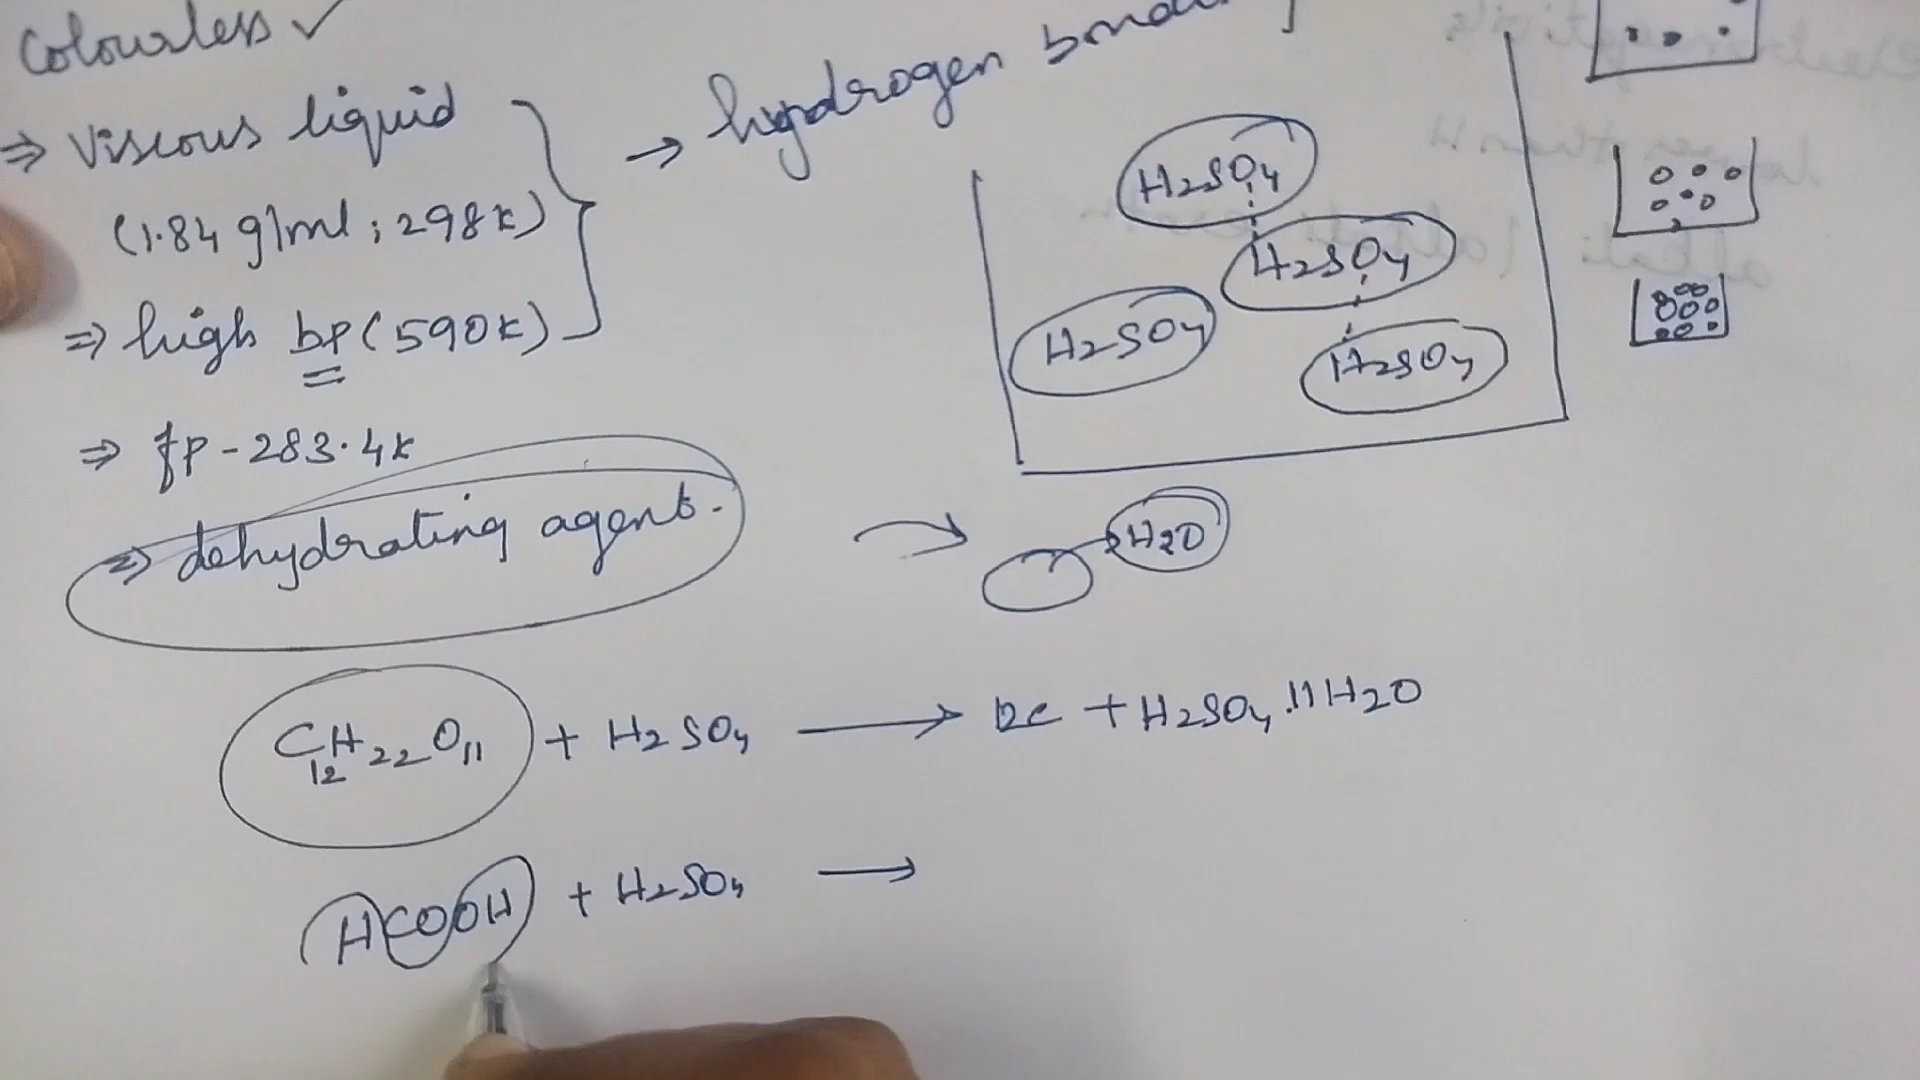 Colourless ✓
⇒ Viscous liquid
(1.84 g/ml ; 298K)
⇒ high bp (590K)
→ hydrogen
H2SO4
H2SO4
H2SO4
H2SO4
⇒ fp - 283.4K
⇒ dehydrating agent.
H2O
C12H22O11 + H2SO4 ⟶ 12C + H2SO4 .11H2O
HCOOH + H2SO4 ⟶